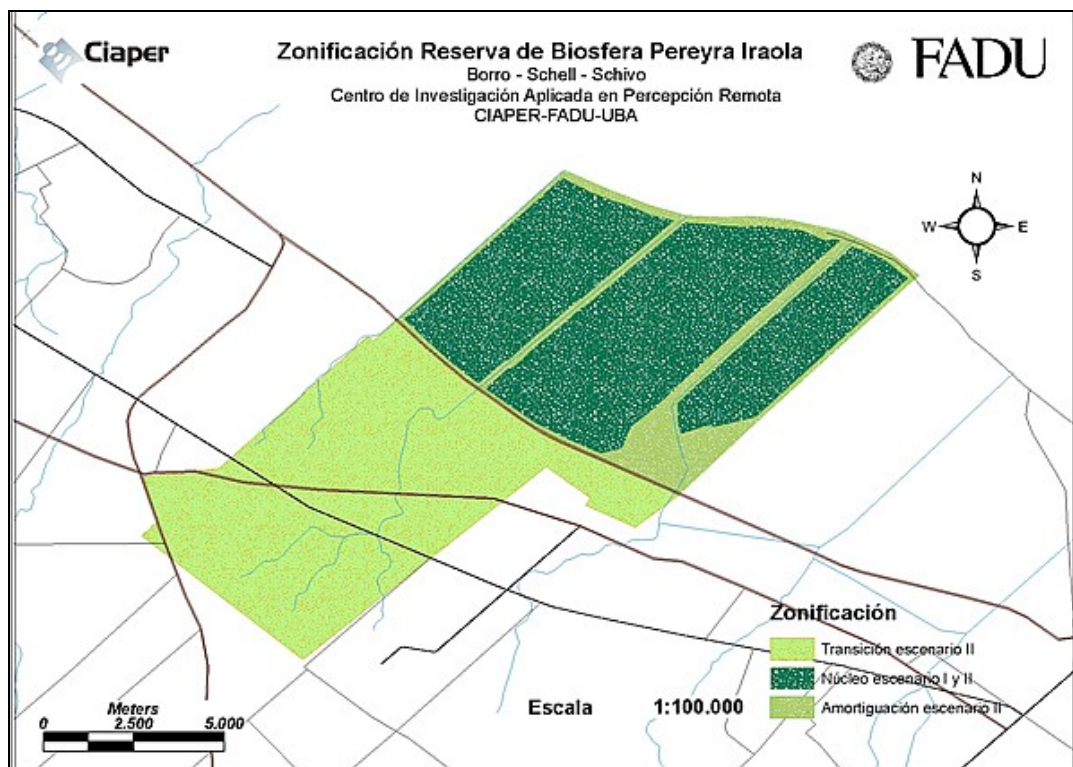 Ciaper
Zonificación Reserva de Biosfera Pereyra Iraola
Borro - Schell - Schivo
Centro de Investigación Aplicada en Percepción Remota
CIAPER-FADU-UBA
FADU
N
W E
S
Zonificación
Transición escenario II
Núcleo escenario I y II
Amortiguación escenario II
Escala 1:100.000
Meters
0 2.500 5.000